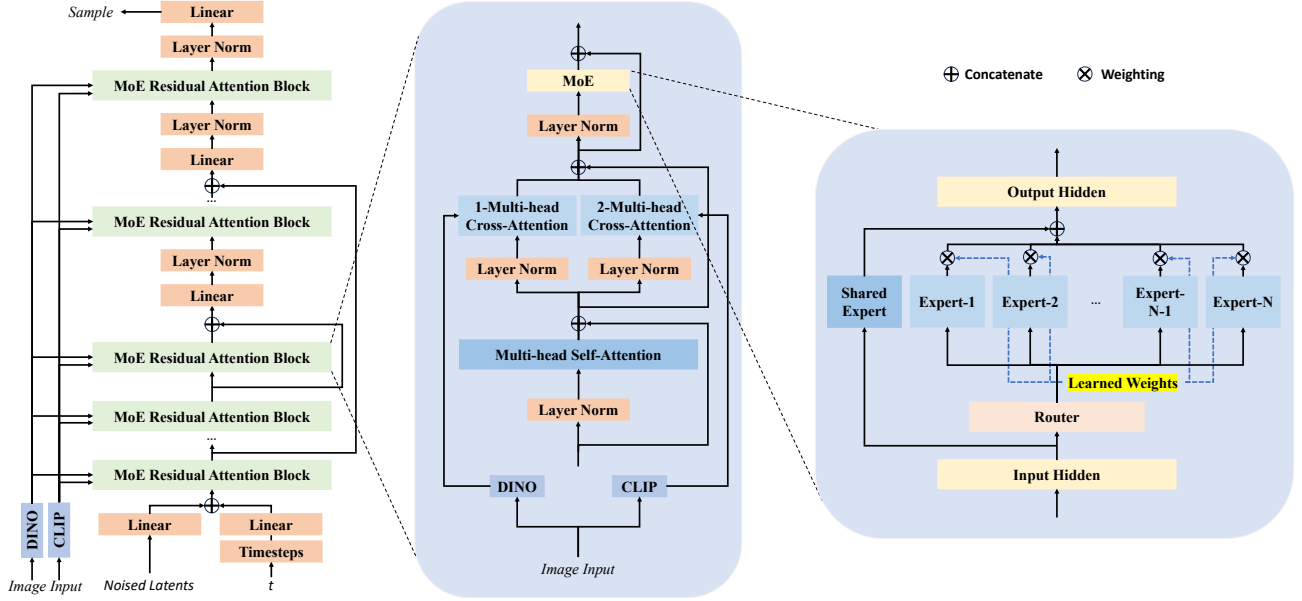 Sample
Linear
Layer Norm
MoE Residual Attention Block
Layer Norm
Linear
...
MoE Residual Attention Block
Layer Norm
Linear
MoE Residual Attention Block
MoE Residual Attention Block
...
MoE Residual Attention Block
DINO
CLIP
Linear
Linear
Timesteps
Image Input
Noised Latents
t
MoE
Layer Norm
1-Multi-head
Cross-Attention
2-Multi-head
Cross-Attention
Layer Norm
Layer Norm
Multi-head Self-Attention
Layer Norm
DINO
CLIP
Image Input
Concatenate
Weighting
Output Hidden
Shared
Expert
Expert-1
Expert-2
...
Expert-
N-1
Expert-N
Learned Weights
Router
Input Hidden